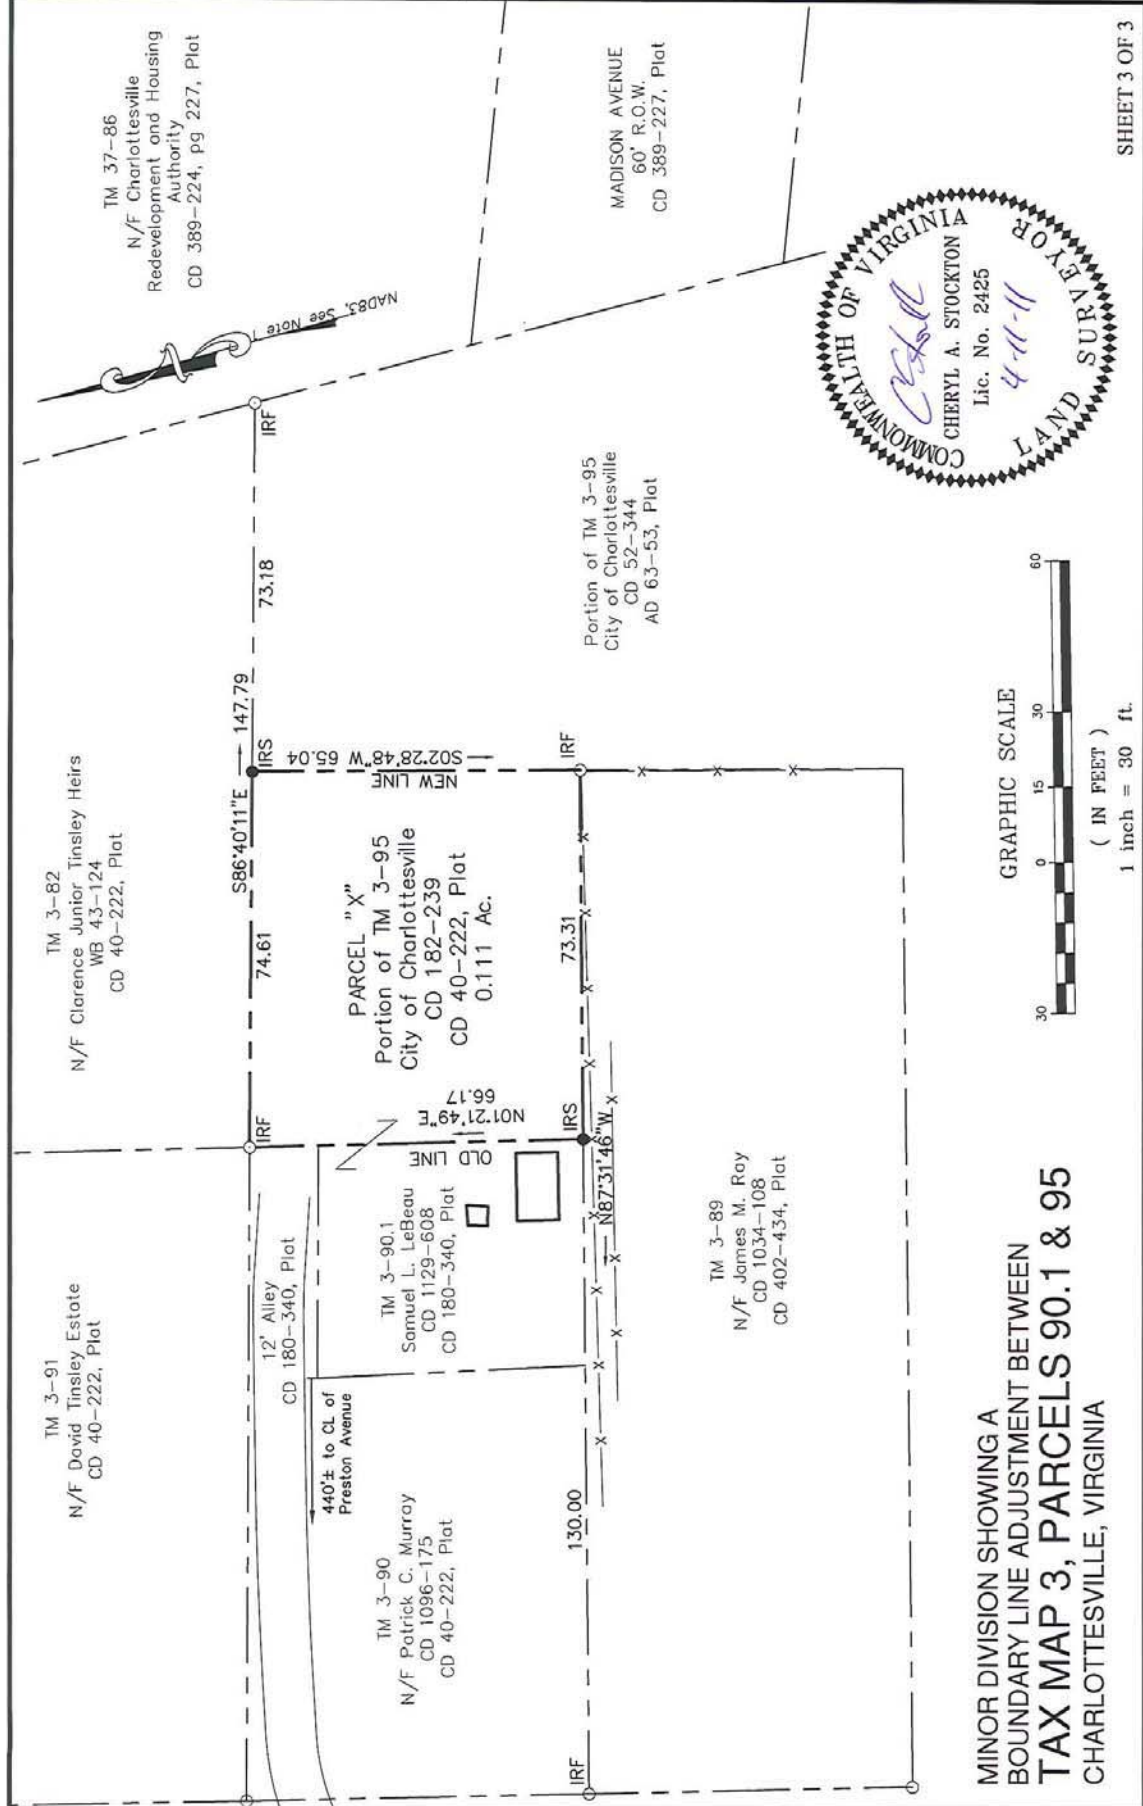 TM 37-86
N/F Charlottesville
Redevelopment and Housing
Authority
CD 389-224, pg 227, Plat
NAD83, See Note 1
MADISON AVENUE
60' R.O.W.
CD 389-227, Plat
TM 3-82
N/F Clarence Junior Tinsley Heirs
WB 43-124
CD 40-222, Plat
TM 3-91
N/F David Tinsley Estate
CD 40-222, Plat
S86°40'11"E
147.79
74.61
73.18
IRF
IRS
IRF
12' Alley
CD 180-340, Plat
440'± to CL of
Preston Avenue
TM 3-90
N/F Patrick C. Murray
CD 1096-175
CD 40-222, Plat
TM 3-90.1
Samuel L. LeBeau
CD 1129-608
CD 180-340, Plat
OLD LINE
N01°21'49"E
66.17
PARCEL "X"
Portion of TM 3-95
City of Charlottesville
CD 182-239
CD 40-222, Plat
0.111 Ac.
NEW LINE
S02°28'48"W 65.04
Portion of TM 3-95
City of Charlottesville
CD 52-344
AD 63-53, Plat
IRF
130.00
IRS
73.31
IRF
N87°31'46"W
TM 3-89
N/F James M. Ray
CD 1034-108
CD 402-434, Plat
COMMONWEALTH OF VIRGINIA
CHERYL A. STOCKTON
Lic. No. 2425
4-11-11
LAND SURVEYOR
MINOR DIVISION SHOWING A
BOUNDARY LINE ADJUSTMENT BETWEEN
TAX MAP 3, PARCELS 90.1 & 95
CHARLOTTESVILLE, VIRGINIA
GRAPHIC SCALE
30 0 15 30 60
( IN FEET )
1 inch = 30 ft.
SHEET 3 OF 3